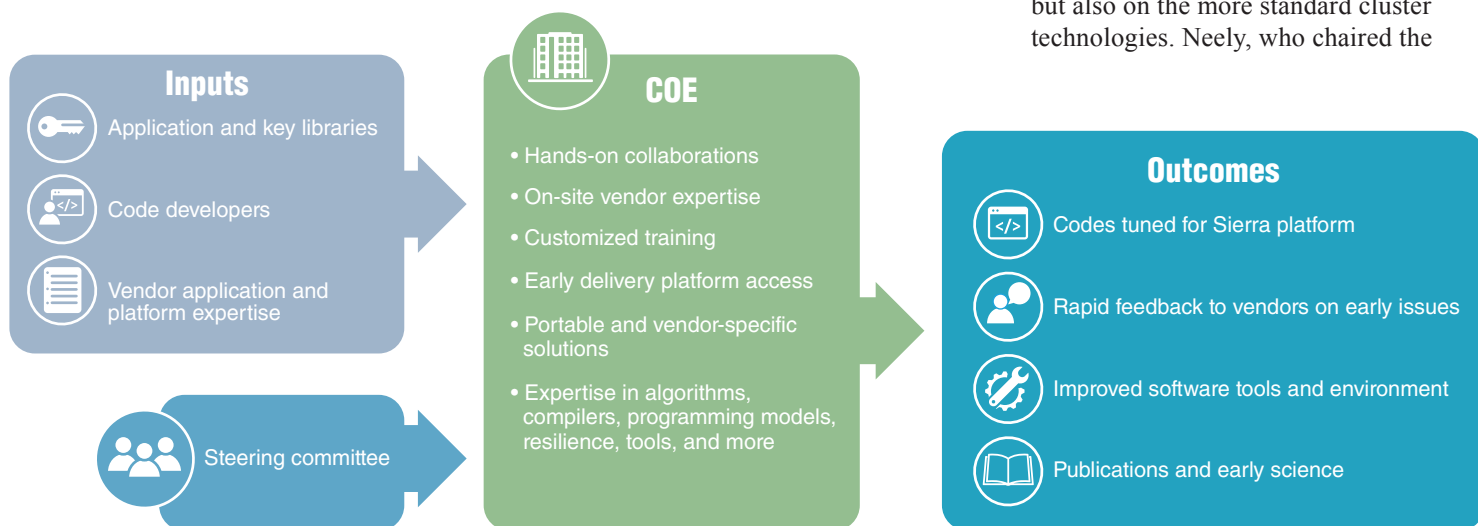 but also on the more standard cluster
technologies. Neely, who chaired the
Inputs
Application and key libraries
Code developers
Vendor application and
platform expertise
Steering committee
COE
• Hands-on collaborations
• On-site vendor expertise
• Customized training
• Early delivery platform access
• Portable and vendor-specific
solutions
• Expertise in algorithms,
compilers, programming models,
resilience, tools, and more
Outcomes
</>
Codes tuned for Sierra platform
Rapid feedback to vendors on early issues
Improved software tools and environment
Publications and early science